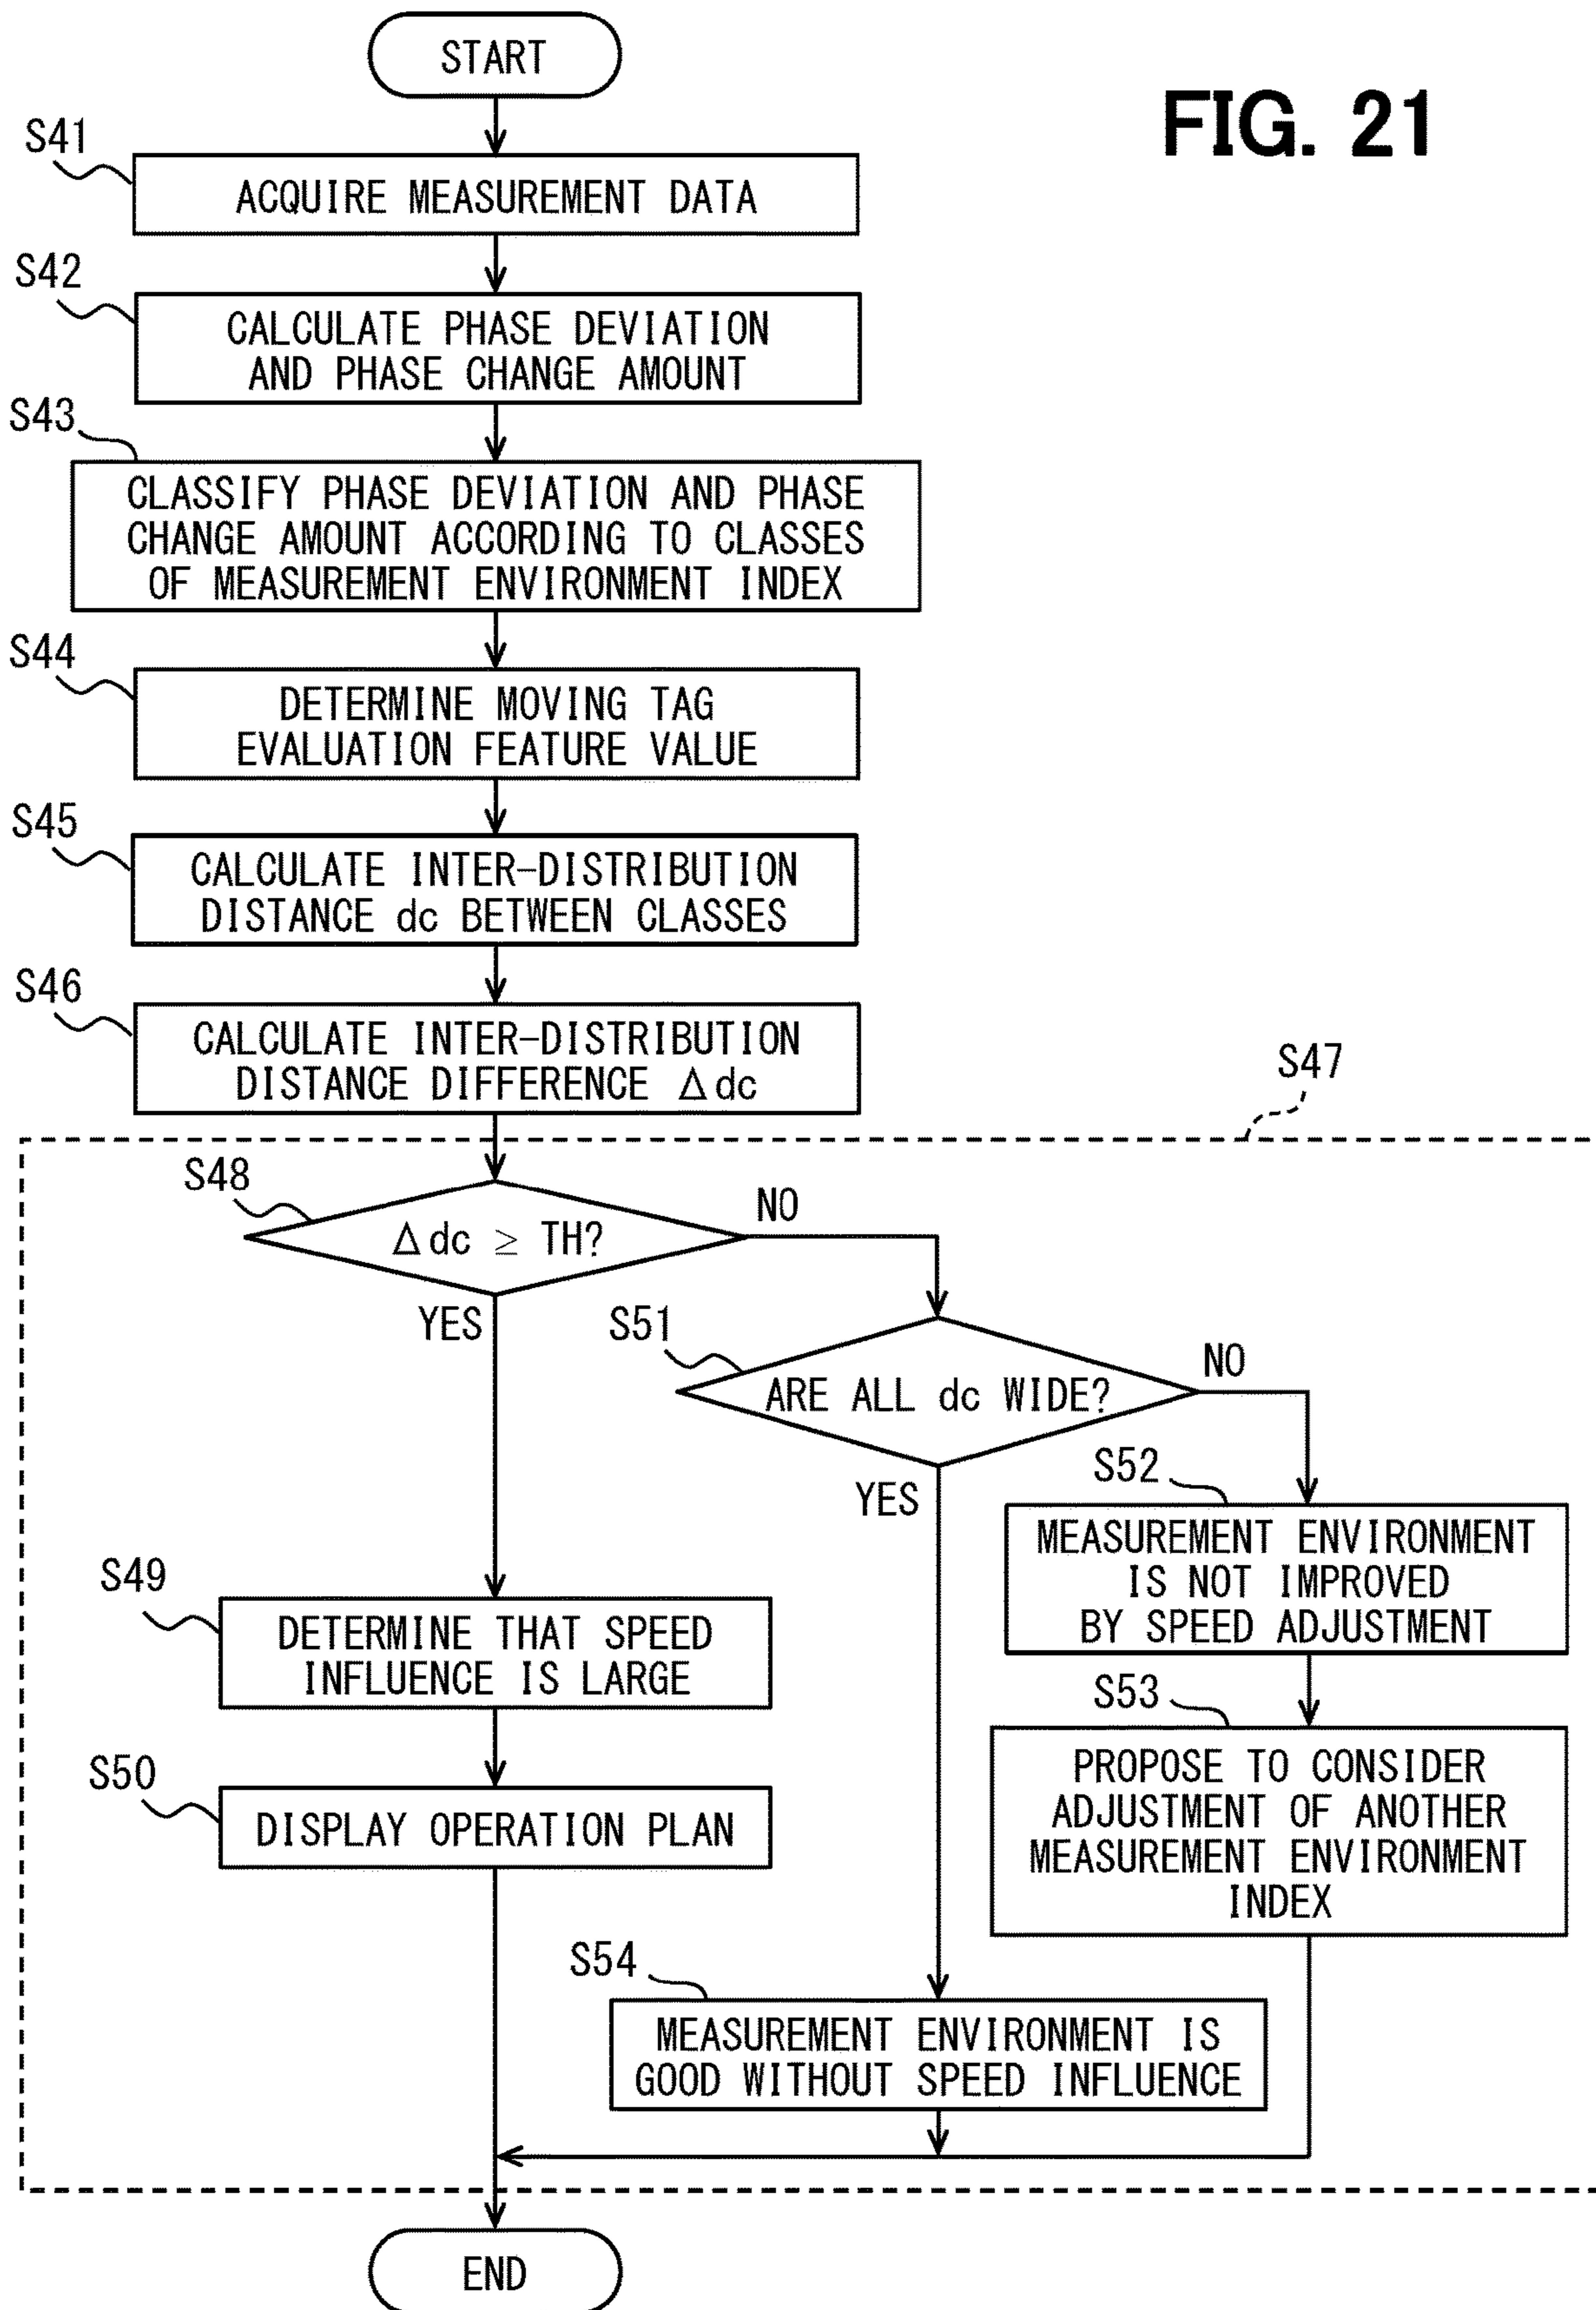 START
FIG. 21
S41
ACQUIRE MEASUREMENT DATA
S42
CALCULATE PHASE DEVIATION
AND PHASE CHANGE AMOUNT
S43
CLASSIFY PHASE DEVIATION AND PHASE
CHANGE AMOUNT ACCORDING TO CLASSES
OF MEASUREMENT ENVIRONMENT INDEX
S44
DETERMINE MOVING TAG
EVALUATION FEATURE VALUE
S45
CALCULATE INTER-DISTRIBUTION
DISTANCE dc BETWEEN CLASSES
S46
CALCULATE INTER-DISTRIBUTION
DISTANCE DIFFERENCE Δdc
S47
S48
Δdc ≥ TH?
NO
YES
S51
ARE ALL dc WIDE?
NO
YES
S52
MEASUREMENT ENVIRONMENT
IS NOT IMPROVED
BY SPEED ADJUSTMENT
S49
DETERMINE THAT SPEED
INFLUENCE IS LARGE
S53
PROPOSE TO CONSIDER
ADJUSTMENT OF ANOTHER
MEASUREMENT ENVIRONMENT
INDEX
S50
DISPLAY OPERATION PLAN
S54
MEASUREMENT ENVIRONMENT IS
GOOD WITHOUT SPEED INFLUENCE
END